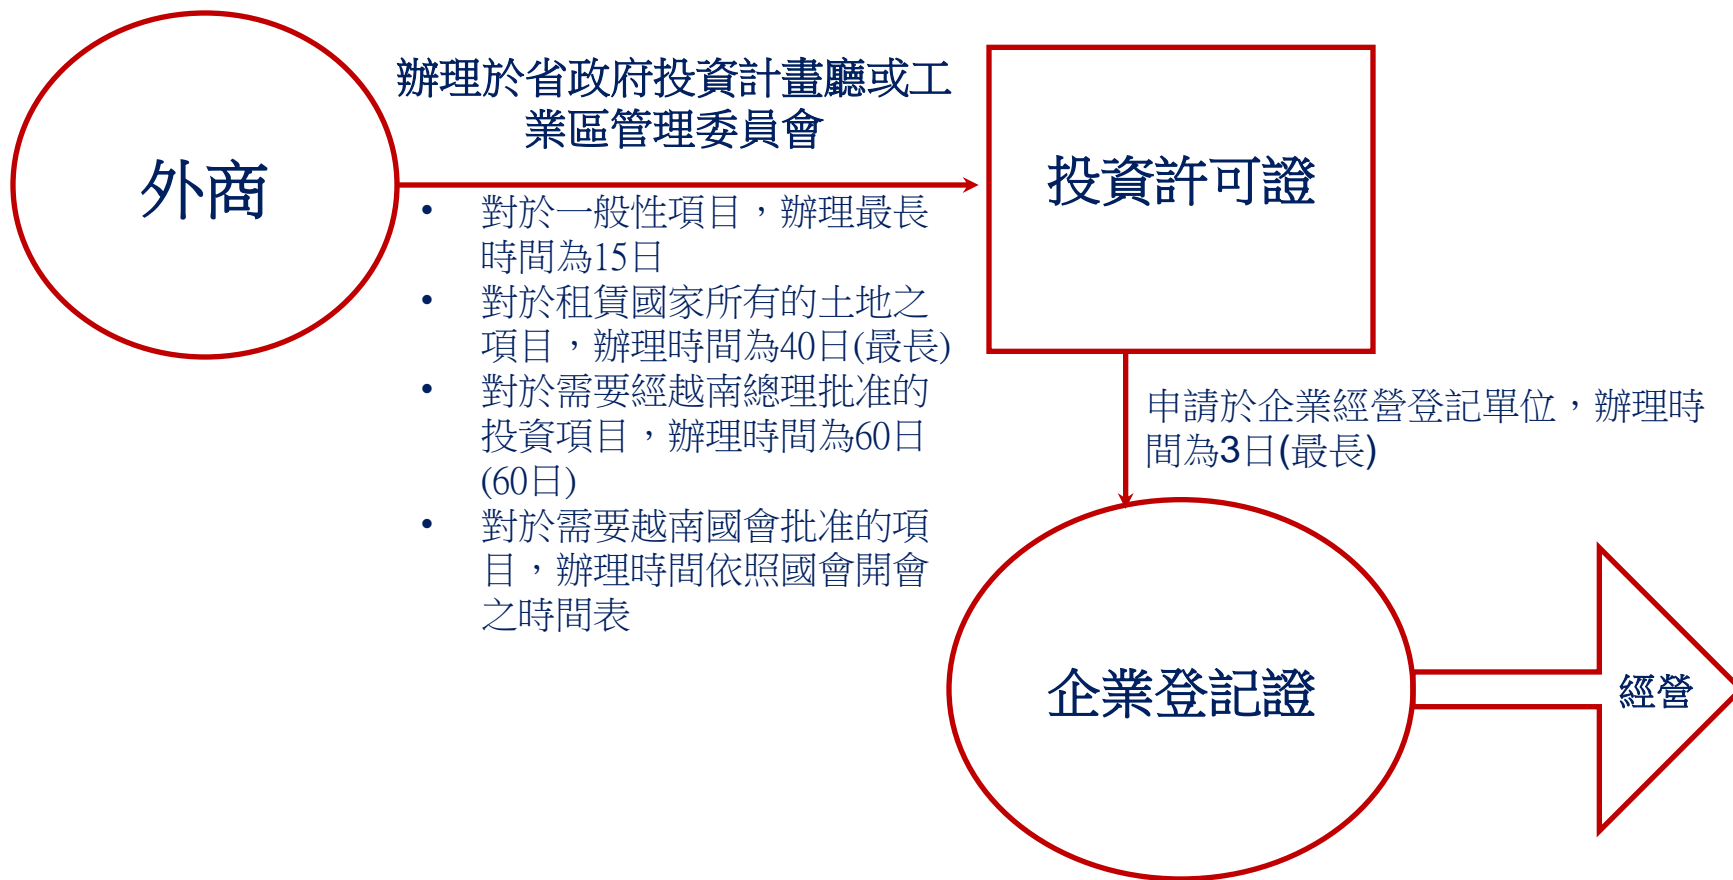 外商
辦理於省政府投資計畫廳或工
業區管理委員會
• 對於一般性項目，辦理最長
時間為15日
• 對於租賃國家所有的土地之
項目，辦理時間為40日(最長)
• 對於需要經越南總理批准的
投資項目，辦理時間為60日
(60日)
• 對於需要越南國會批准的項
目，辦理時間依照國會開會
之時間表
投資許可證
申請於企業經營登記單位，辦理時
間為3日(最長)
企業登記證
經營